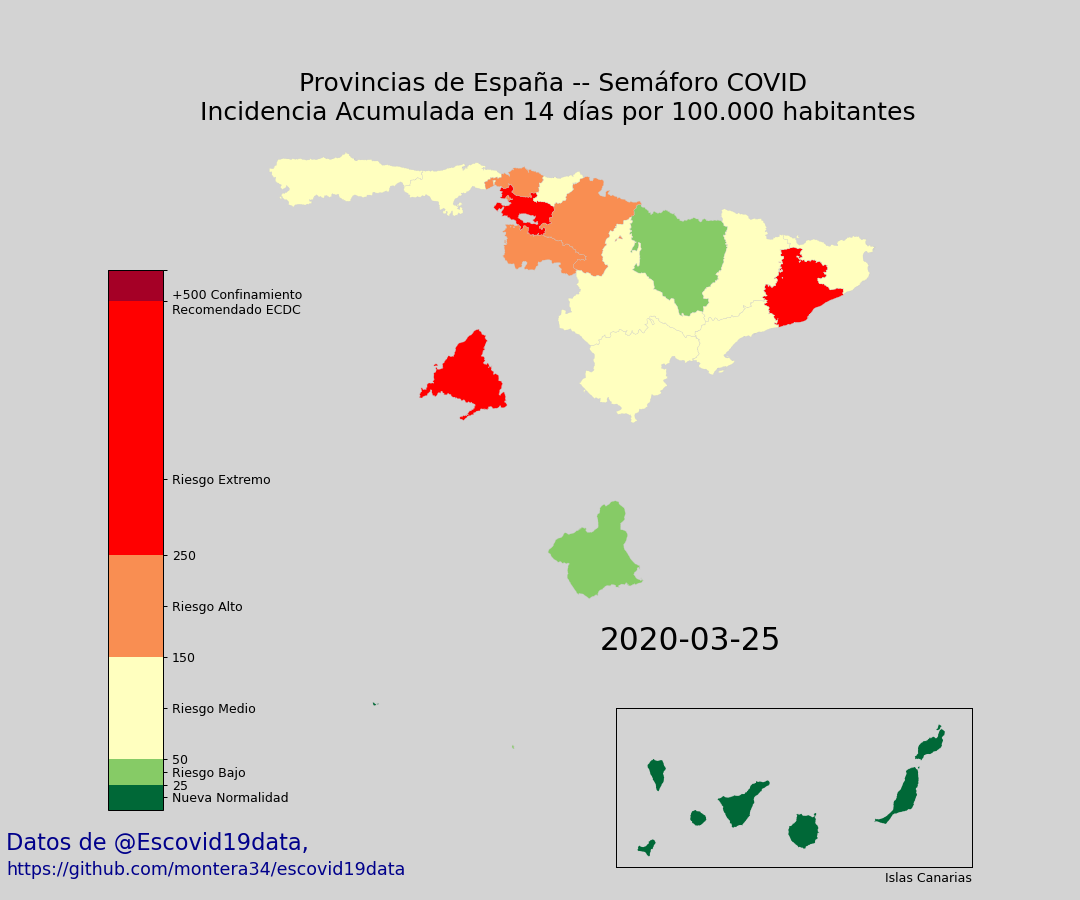 Provincias de España -- Semáforo COVID
Incidencia Acumulada en 14 días por 100.000 habitantes
+500 Confinamiento
Recomendado ECDC
Riesgo Extremo
250
Riesgo Alto
150
Riesgo Medio
50
Riesgo Bajo
25
Nueva Normalidad
2020-03-25
Islas Canarias
Datos de @Escovid19data,
https://github.com/montera34/escovid19data